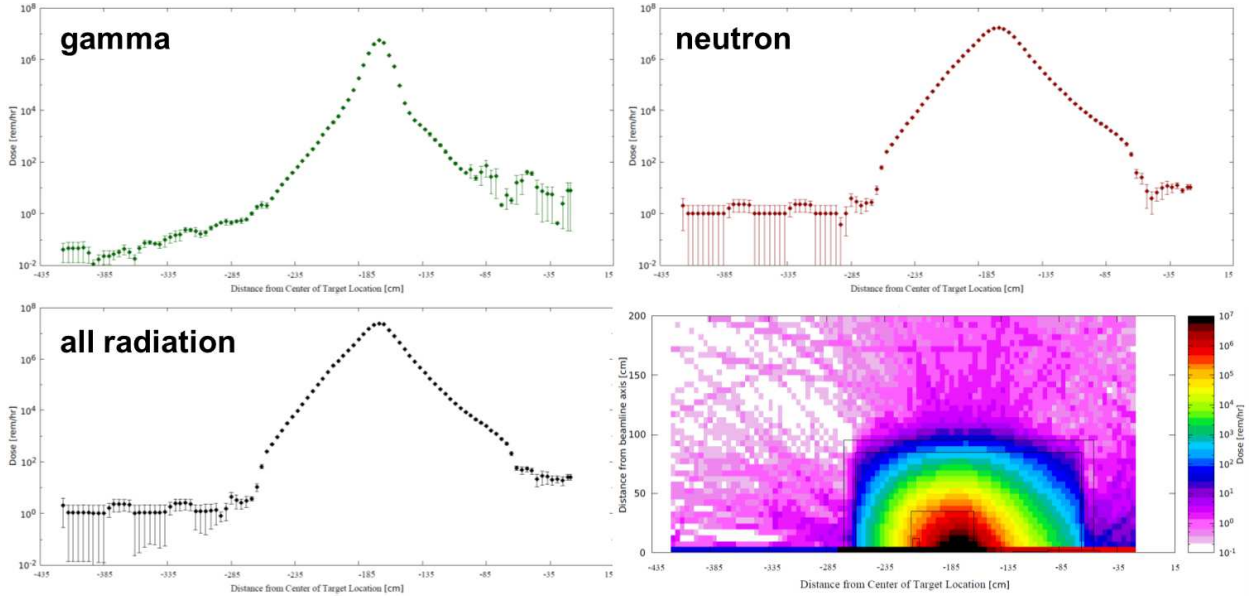 gamma
Dose [rem/hr]
10^8
10^6
10^4
10^2
10^0
10^-2
-435 -385 -335 -285 -235 -185 -135 -85 -35 15
Distance from Center of Target Location [cm]
neutron
Dose [rem/hr]
10^8
10^6
10^4
10^2
10^0
10^-2
-435 -385 -335 -285 -235 -185 -135 -85 -35 15
Distance from Center of Target Location [cm]
all radiation
Dose [rem/hr]
10^8
10^6
10^4
10^2
10^0
10^-2
-435 -385 -335 -285 -235 -185 -135 -85 -35 15
Distance from Center of Target Location [cm]
Distance from beamline axis [cm]
200
150
100
50
0
-435 -385 -335 -285 -235 -185 -135 -85 -35 15
Distance from Center of Target Location [cm]
10^7
10^6
10^5
10^4
10^3
10^2
10^1
10^0
10^-1
Dose [rem/hr]